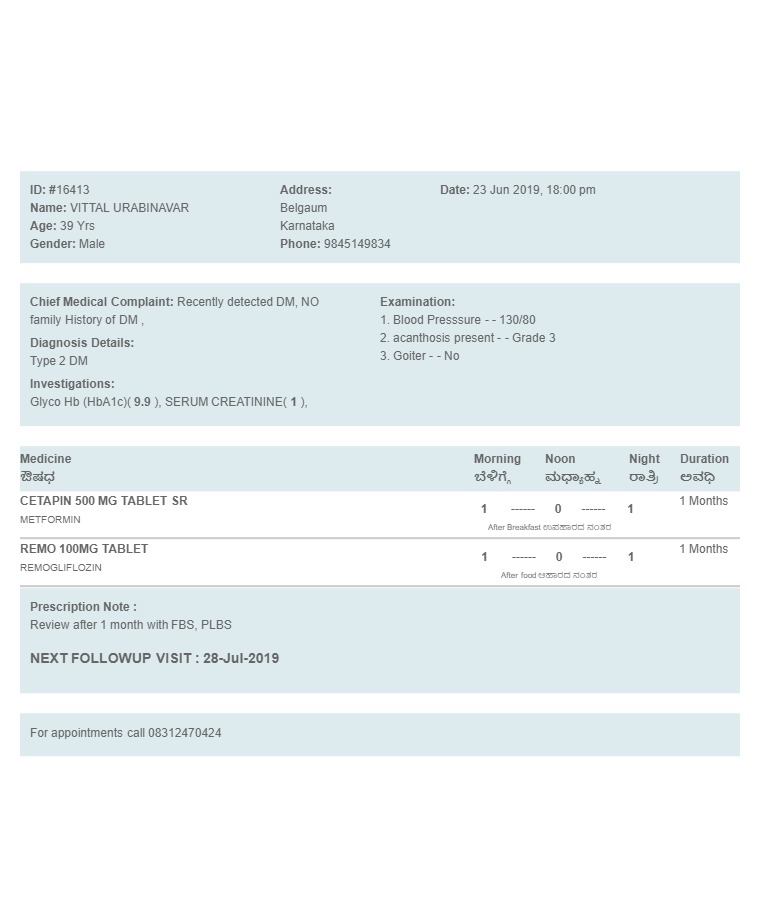 ID: #16413
Name: VITTAL URABINAVAR
Age: 39 Yrs
Gender: Male
Address:
Belgaum
Karnataka
Phone: 9845149834
Date: 23 Jun 2019, 18:00 pm
Chief Medical Complaint: Recently detected DM, NO
family History of DM ,
Diagnosis Details:
Type 2 DM
Investigations:
Glyco Hb (HbA1c)( 9.9 ), SERUM CREATININE( 1 ),
Examination:
1. Blood Presssure - - 130/80
2. acanthosis present - - Grade 3
3. Goiter - - No
Medicine Morning Noon Night Duration
ಔಷಧ ಬೆಳಿಗ್ಗೆ ಮಧ್ಯಾಹ್ನ ರಾತ್ರಿ ಅವಧಿ
CETAPIN 500 MG TABLET SR 1 ------ 0 ------ 1 1 Months
METFORMIN After Breakfast ಉಪಹಾರದ ನಂತರ
REMO 100MG TABLET 1 ------ 0 ------ 1 1 Months
REMOGLIFLOZIN After food ಆಹಾರದ ನಂತರ
Prescription Note :
Review after 1 month with FBS, PLBS
NEXT FOLLOWUP VISIT : 28-Jul-2019
For appointments call 08312470424